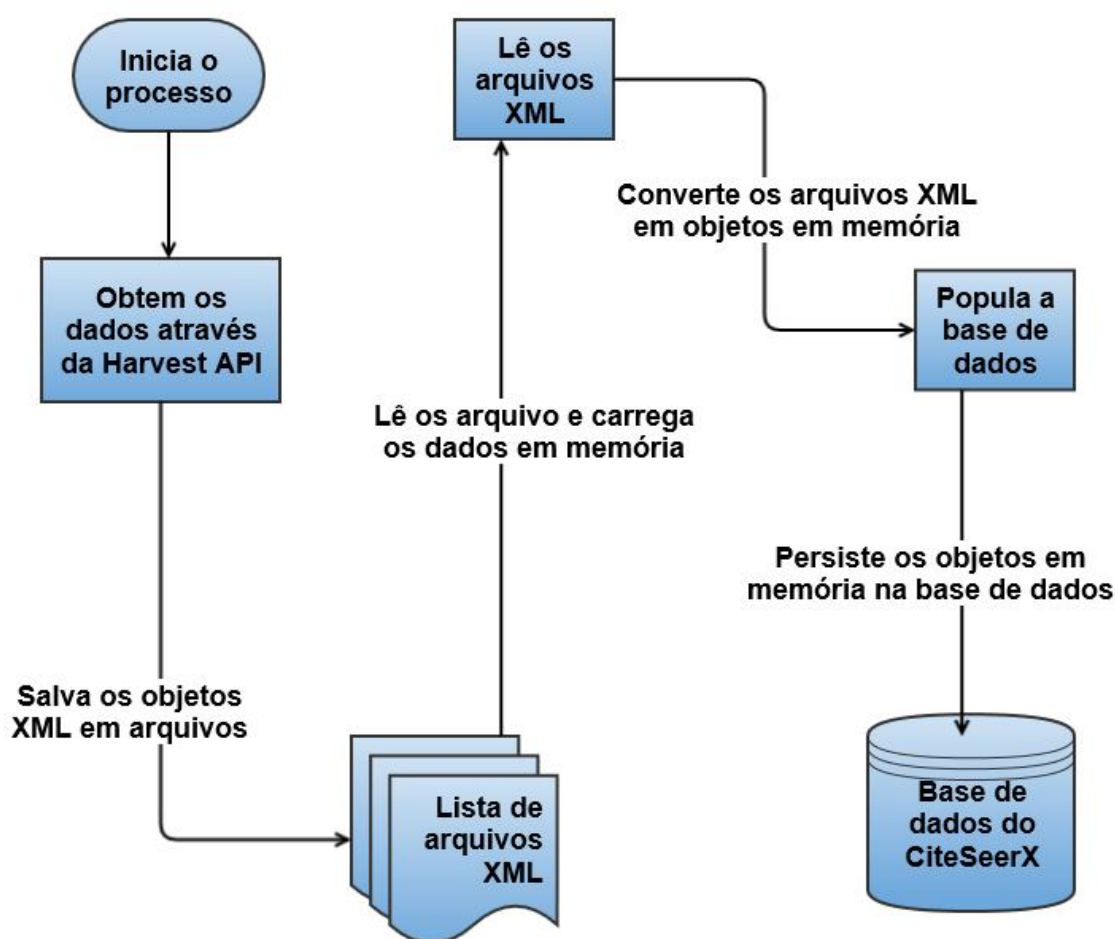 Inicia o
processo
Obtem os
dados através
da Harvest API
Salva os objetos
XML em arquivos
Lista de
arquivos
XML
Lê os arquivo e carrega
os dados em memória
Lê os
arquivos
XML
Converte os arquivos XML
em objetos em memória
Popula a
base de
dados
Persiste os objetos em
memória na base de dados
Base de
dados do
CiteSeerX